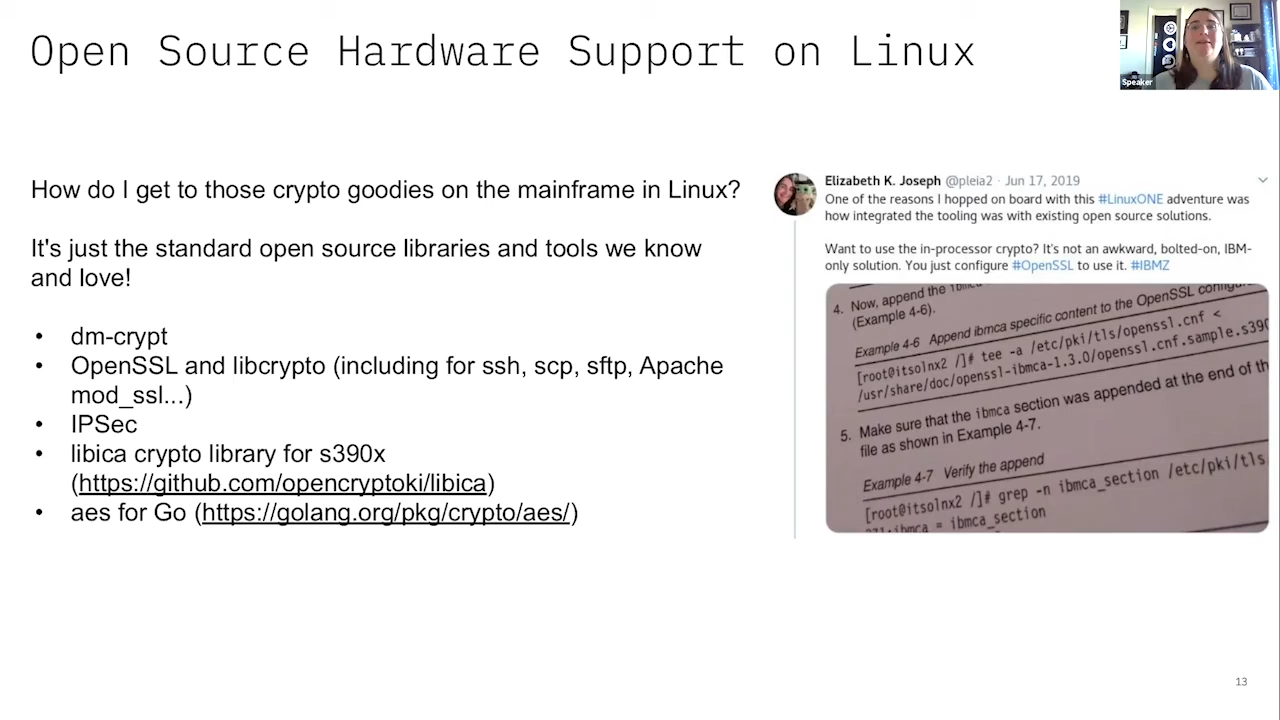 Open Source Hardware Support on Linux
Speaker
How do I get to those crypto goodies on the mainframe in Linux?
It's just the standard open source libraries and tools we know
and love!
• dm-crypt
• OpenSSL and libcrypto (including for ssh, scp, sftp, Apache
mod_ssl...)
• IPSec
• libica crypto library for s390x
(https://github.com/opencryptoki/libica)
• aes for Go (https://golang.org/pkg/crypto/aes/)
Elizabeth K. Joseph @pleia2 · Jun 17, 2019
One of the reasons I hopped on board with this #LinuxONE adventure was
how integrated the tooling was with existing open source solutions.
Want to use the in-processor crypto? It's not an awkward, bolted-on, IBM-
only solution. You just configure #OpenSSL to use it. #IBMZ
4. Now, append the
content to the OpenSSL
(Example 4-6).
Example 4-6 Append ibmca specific content to the OpenSSL
[root@itsolnx2 /]# tee -a /etc/pki/tls/openssl.cnf <
/usr/share/doc/openssl-ibmca-1.3.0/openssl.cnf.sample.s390
5. Make sure that the ibmca section was appended at the end of th
file as shown in Example 4-7.
Example 4-7 Verify the append
[root@itsolnx2 /]# grep -n ibmca_section /etc/pki/tls
ibmca = ibmca_section
13